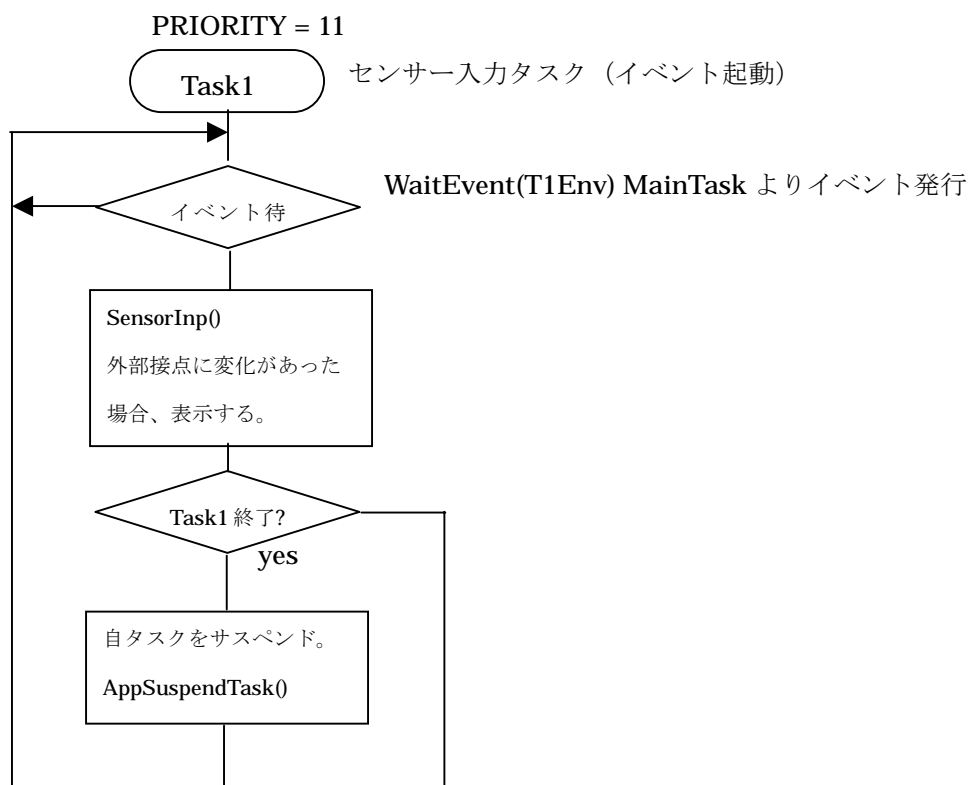 PRIORITY = 11
Task1
センサー入力タスク（イベント起動）
WaitEvent(T1Env) MainTask よりイベント発行
イベント待
SensorInp()
外部接点に変化があった
場合、表示する。
Task1 終了?
yes
自タスクをサスペンド。
AppSuspendTask()